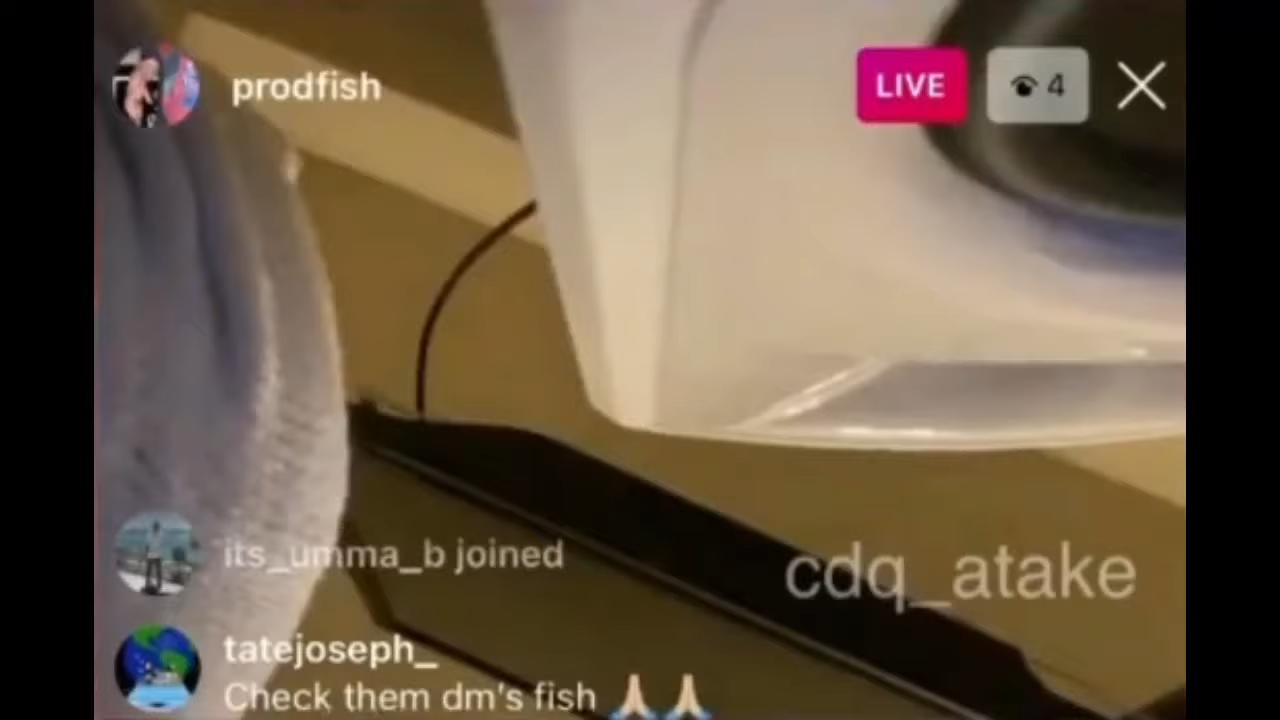 prodfish
LIVE
4
its_umma_b joined
cdq_atake
tatejoseph_
Check them dm's fish 🙏🏼 🙏🏼